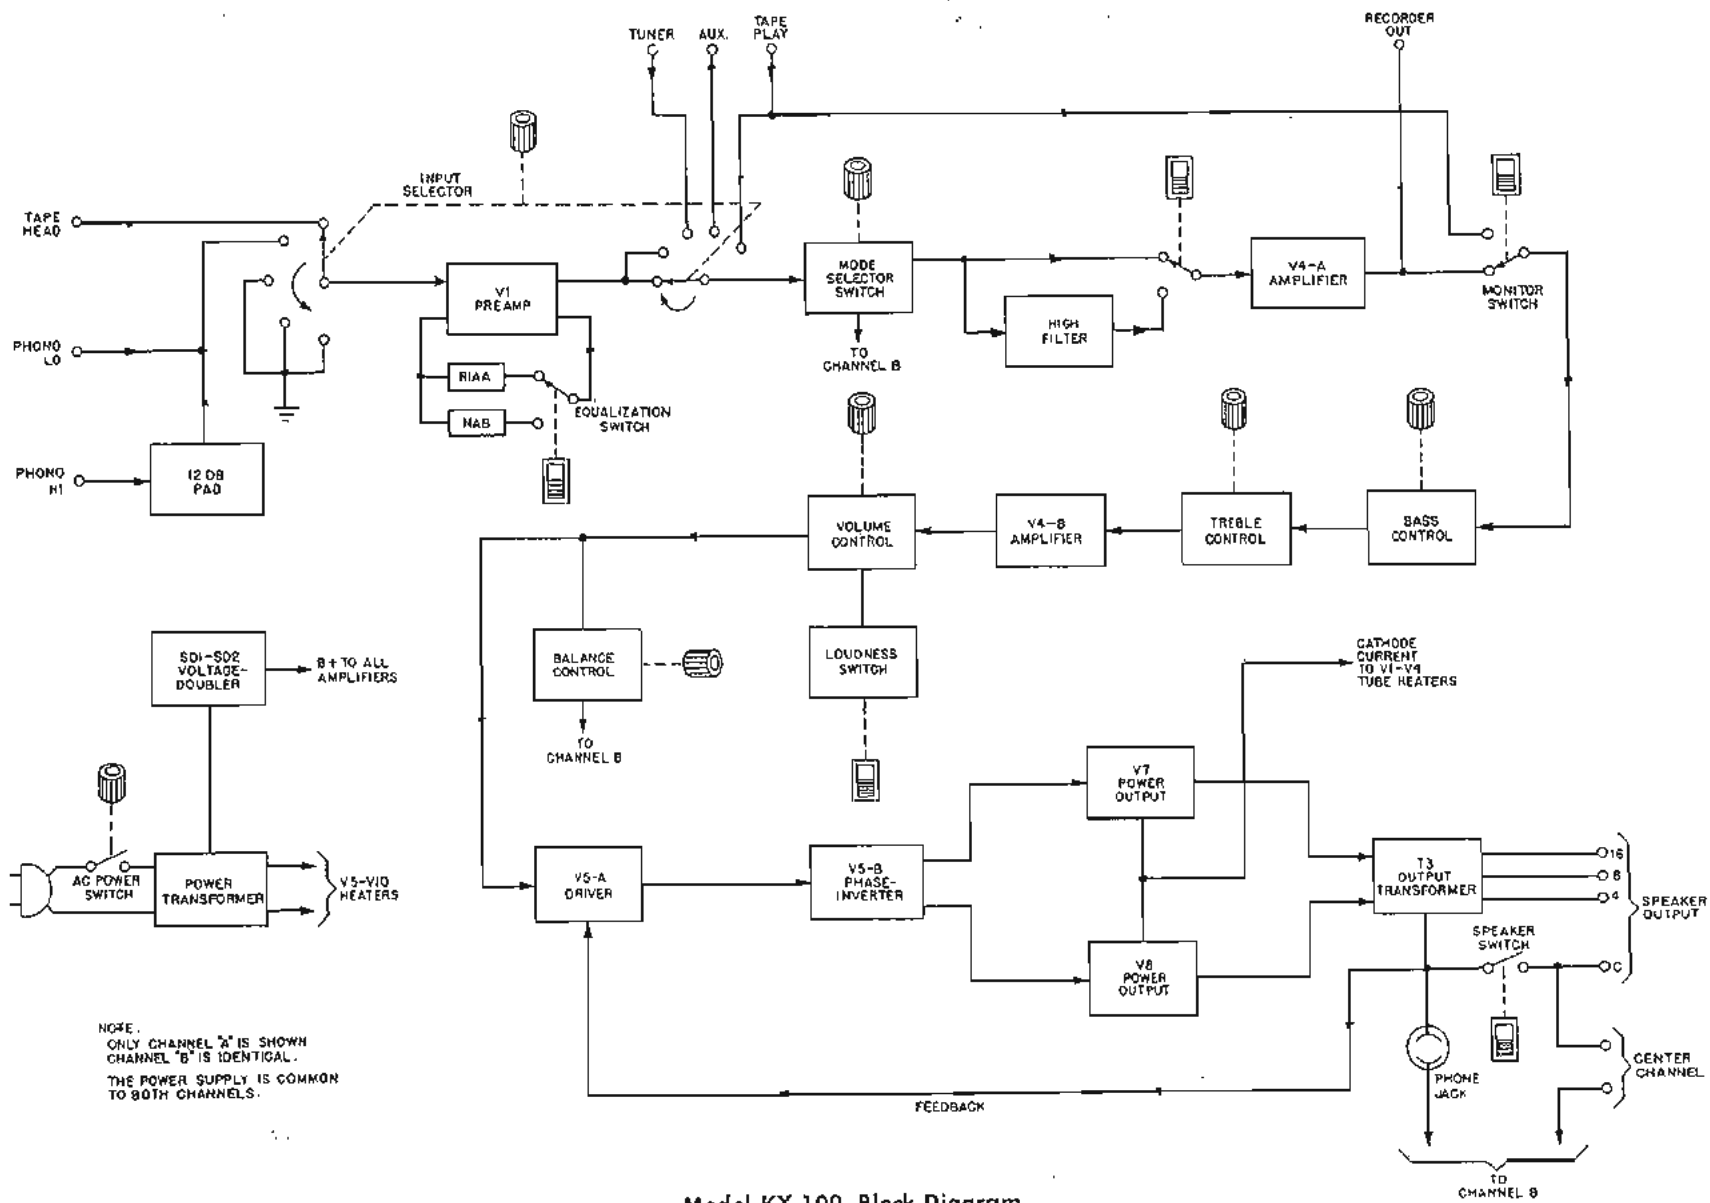 TUNER
AUX.
TAPE
PLAY
RECORDER
OUT
INPUT
SELECTOR
TAPE
HEAD
PHONO
LO
PHONO
HI
12 DB
PAD
V1
PREAMP
RIAA
NAB
EQUALIZATION
SWITCH
MODE
SELECTOR
SWITCH
TO
CHANNEL B
HIGH
FILTER
V4-A
AMPLIFIER
MONITOR
SWITCH
VOLUME
CONTROL
V4-B
AMPLIFIER
TREBLE
CONTROL
BASS
CONTROL
SD1-SD2
VOLTAGE-
DOUBLER
B+ TO ALL
AMPLIFIERS
BALANCE
CONTROL
TO
CHANNEL B
LOUDNESS
SWITCH
CATHODE
CURRENT
TO V1-V4
TUBE HEATERS
AC POWER
SWITCH
POWER
TRANSFORMER
V5-V10
HEATERS
V5-A
DRIVER
V5-B
PHASE-
INVERTER
V7
POWER
OUTPUT
V8
POWER
OUTPUT
T3
OUTPUT
TRANSFORMER
16
8
4
C
SPEAKER
OUTPUT
SPEAKER
SWITCH
PHONE
JACK
CENTER
CHANNEL
FEEDBACK
TO
CHANNEL B
NOTE.
ONLY CHANNEL "A" IS SHOWN
CHANNEL "B" IS IDENTICAL.
THE POWER SUPPLY IS COMMON
TO BOTH CHANNELS.
Model KX-100 Block Diagram